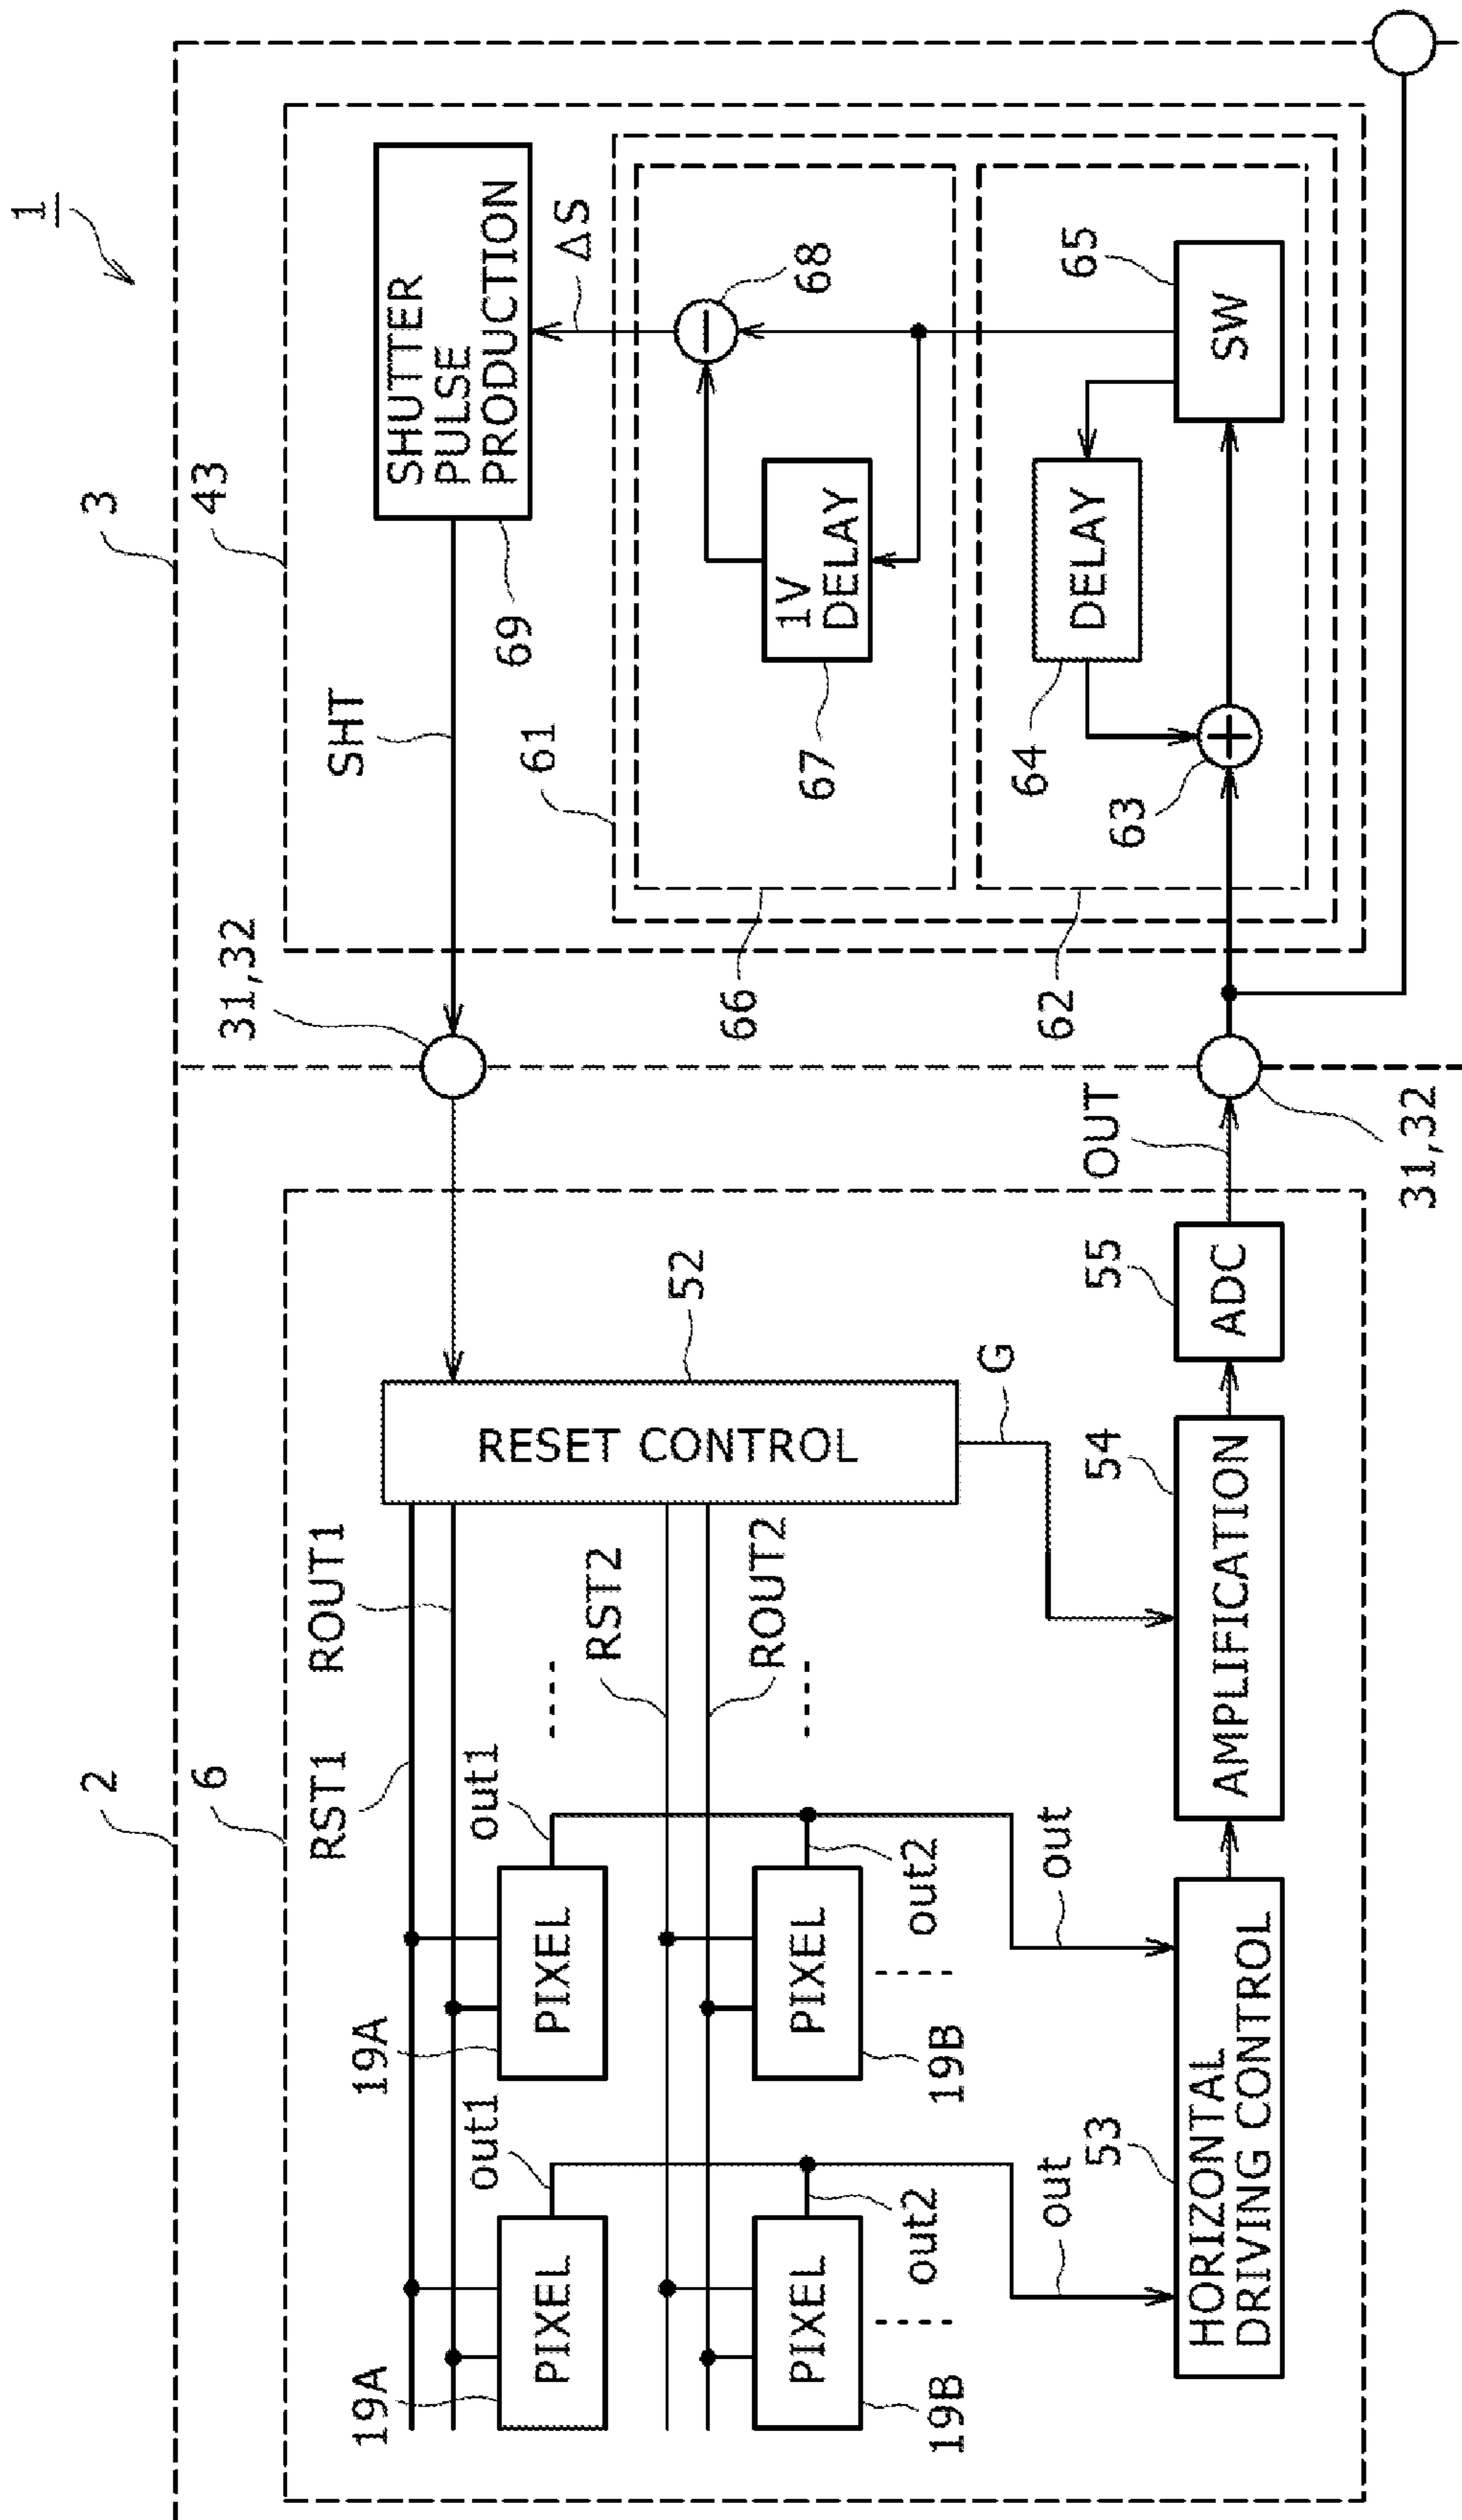 1
2
3
6
43
RST1
ROUT1
31,32
SHT
SHUTTER
PULSE
PRODUCTION
69
61
ΔS
19A
out1
19A
out1
52
RESET CONTROL
PIXEL
PIXEL
RST2
ROUT2
68
1V
DELAY
67
66
PIXEL
PIXEL
out2
out2
19B
19B
G
62
64
DELAY
65
63
SW
out
out
53
54
55
OUT
HORIZONTAL
DRIVING CONTROL
AMPLIFICATION
ADC
31,32